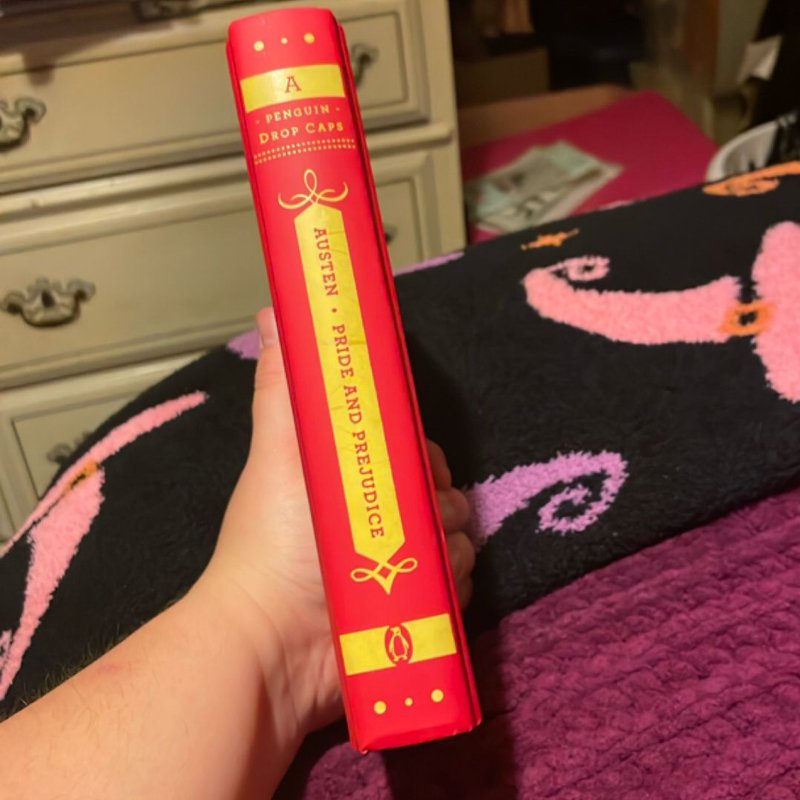 A
- PENGUIN -
DROP CAPS
AUSTEN • PRIDE AND PREJUDICE